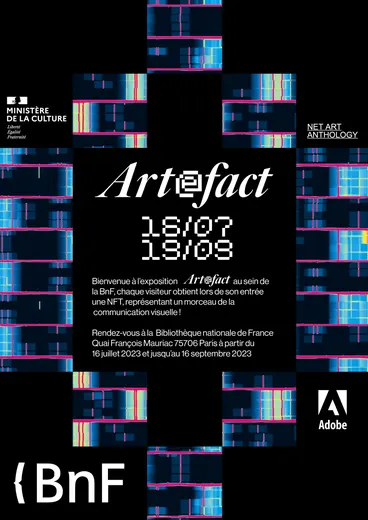 MINISTÈRE
DE LA CULTURE
Liberté
Égalité
Fraternité
NET ART
ANTHOLOGY
Art@fact
16/07
19/09
Bienvenue à l'exposition Art@fact au sein de
la BnF, chaque visiteur obtient lors de son entrée
une NFT, représentant un morceau de la
communication visuelle !
Rendez-vous à la Bibliothèque nationale de France
Quai François Mauriac 75706 Paris à partir du
16 juillet 2023 et jusqu'au 16 septembre 2023
Adobe
{BnF